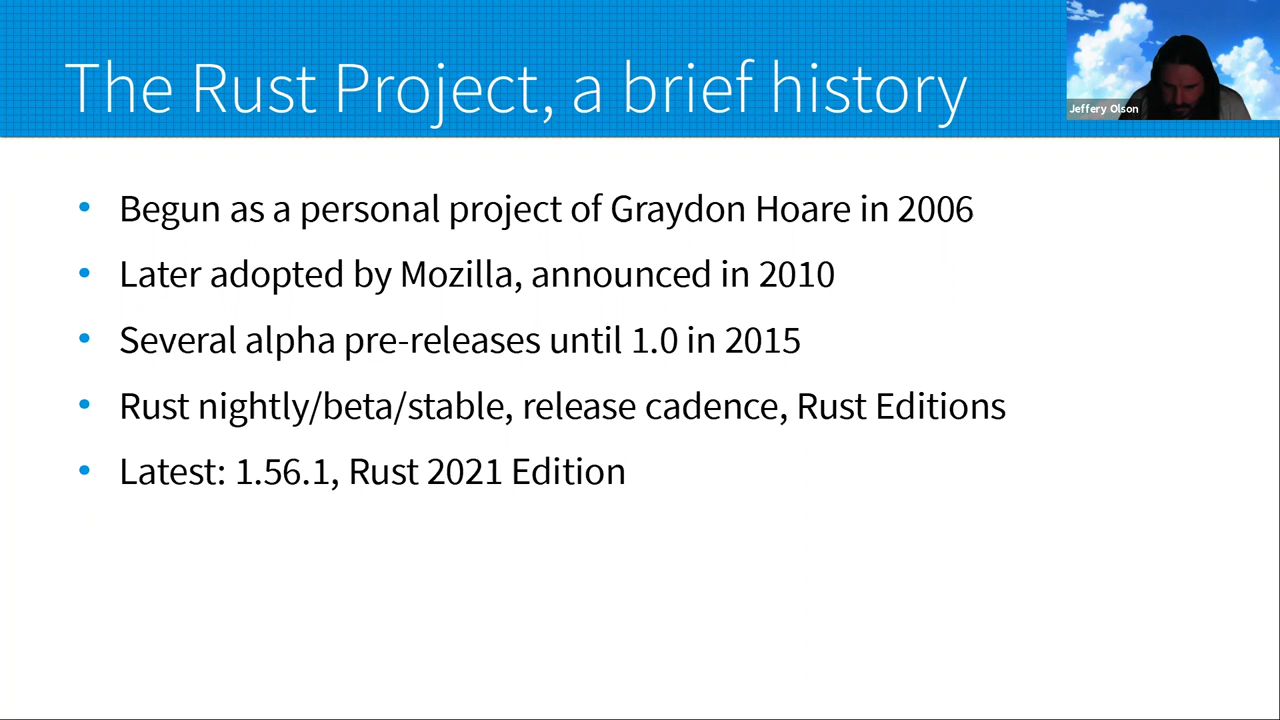 The Rust Project, a brief history
Jeffery Olson
• Begun as a personal project of Graydon Hoare in 2006
• Later adopted by Mozilla, announced in 2010
• Several alpha pre-releases until 1.0 in 2015
• Rust nightly/beta/stable, release cadence, Rust Editions
• Latest: 1.56.1, Rust 2021 Edition